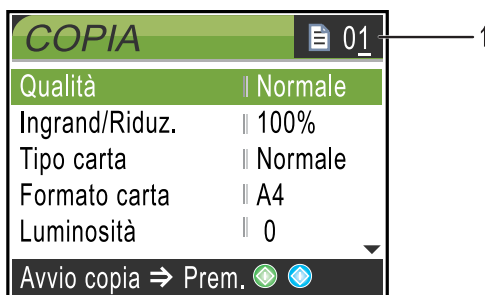 COPIA 01 1
Qualità Normale
Ingrand/Riduz. 100%
Tipo carta Normale
Formato carta A4
Luminosità 0
Avvio copia ⇒ Prem.